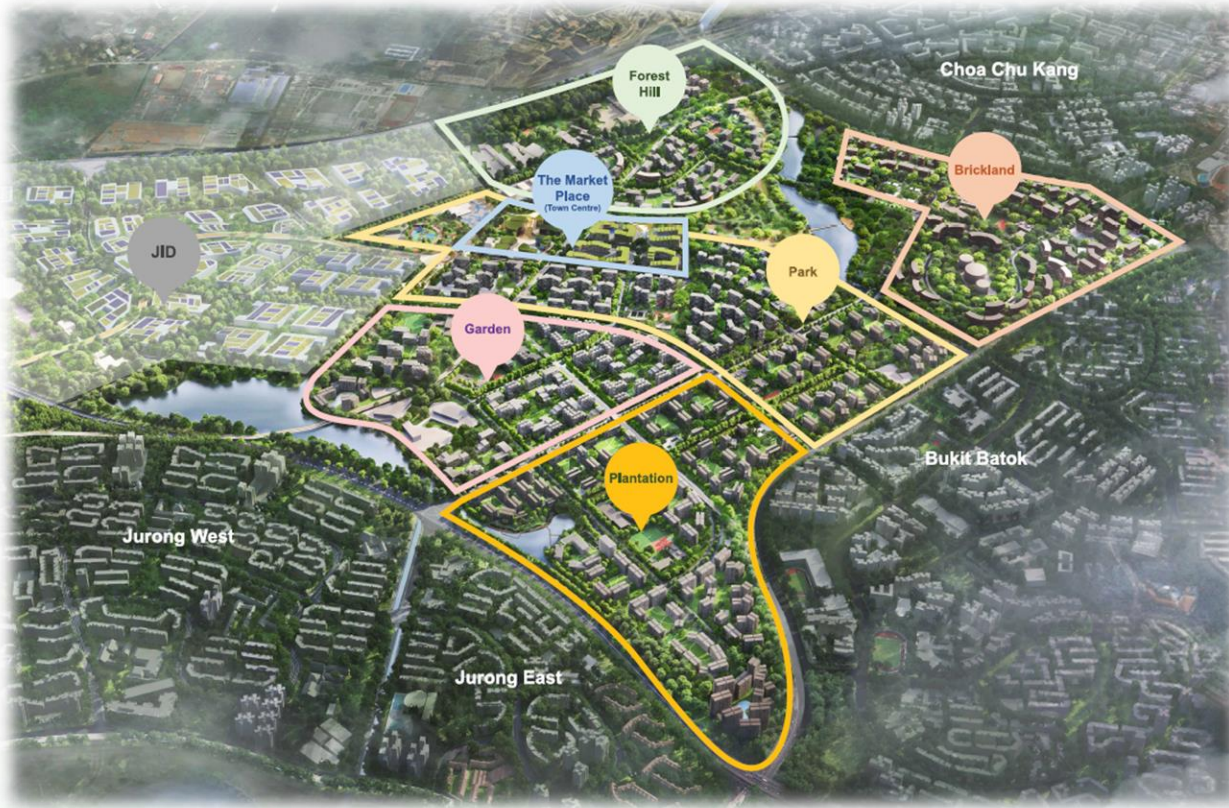 Forest
Hill
Choa Chu Kang
Brickland
The Market
Place
(Town Centre)
JID
Park
Garden
Plantation
Bukit Batok
Jurong West
Jurong East